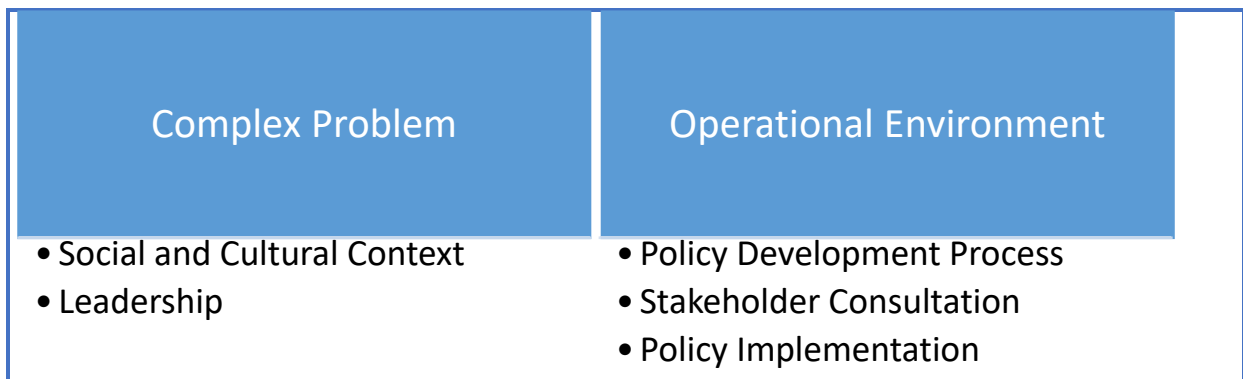 Complex Problem
• Social and Cultural Context
• Leadership
Operational Environment
• Policy Development Process
• Stakeholder Consultation
• Policy Implementation